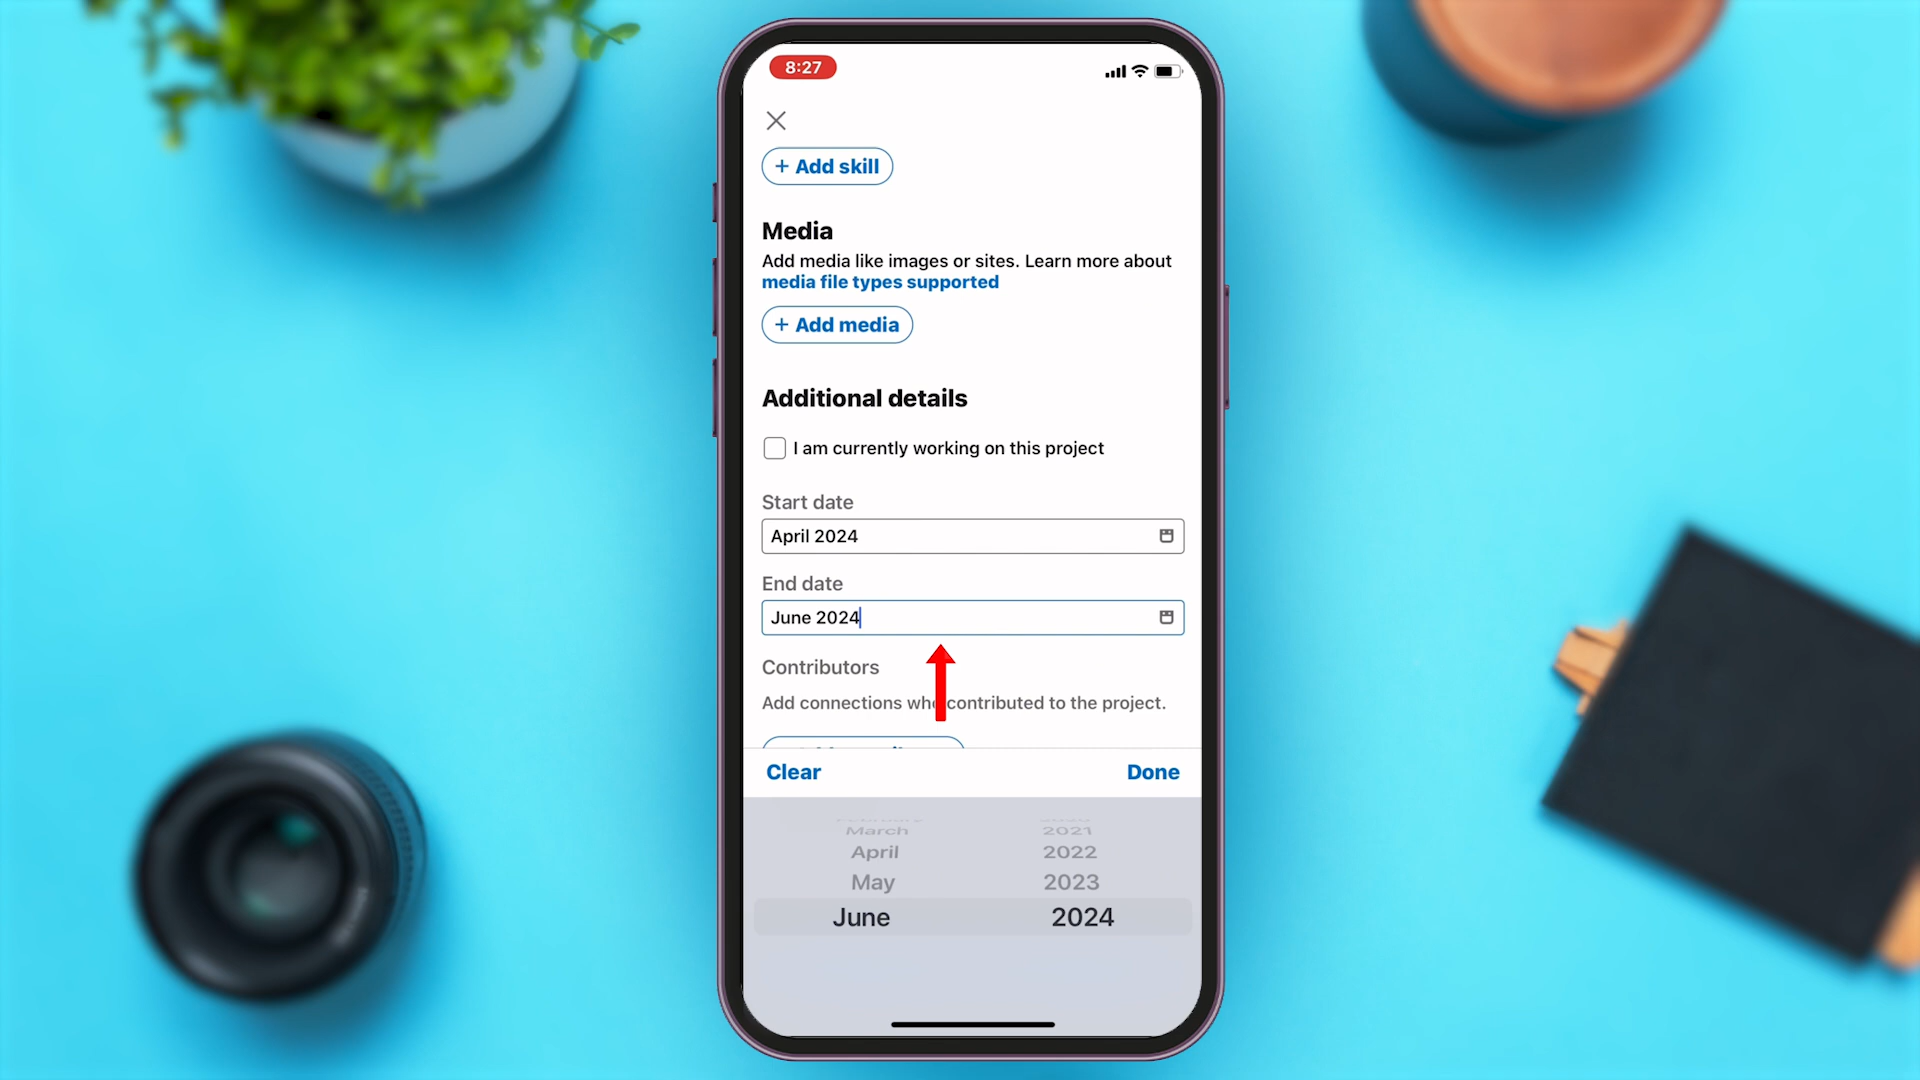 8:27
+ Add skill
Media
Add media like images or sites. Learn more about
media file types supported
+ Add media
Additional details
I am currently working on this project
Start date
April 2024
End date
June 2024
Contributors
Add connections who contributed to the project.
Clear
Done
March 2021
April 2022
May 2023
June 2024